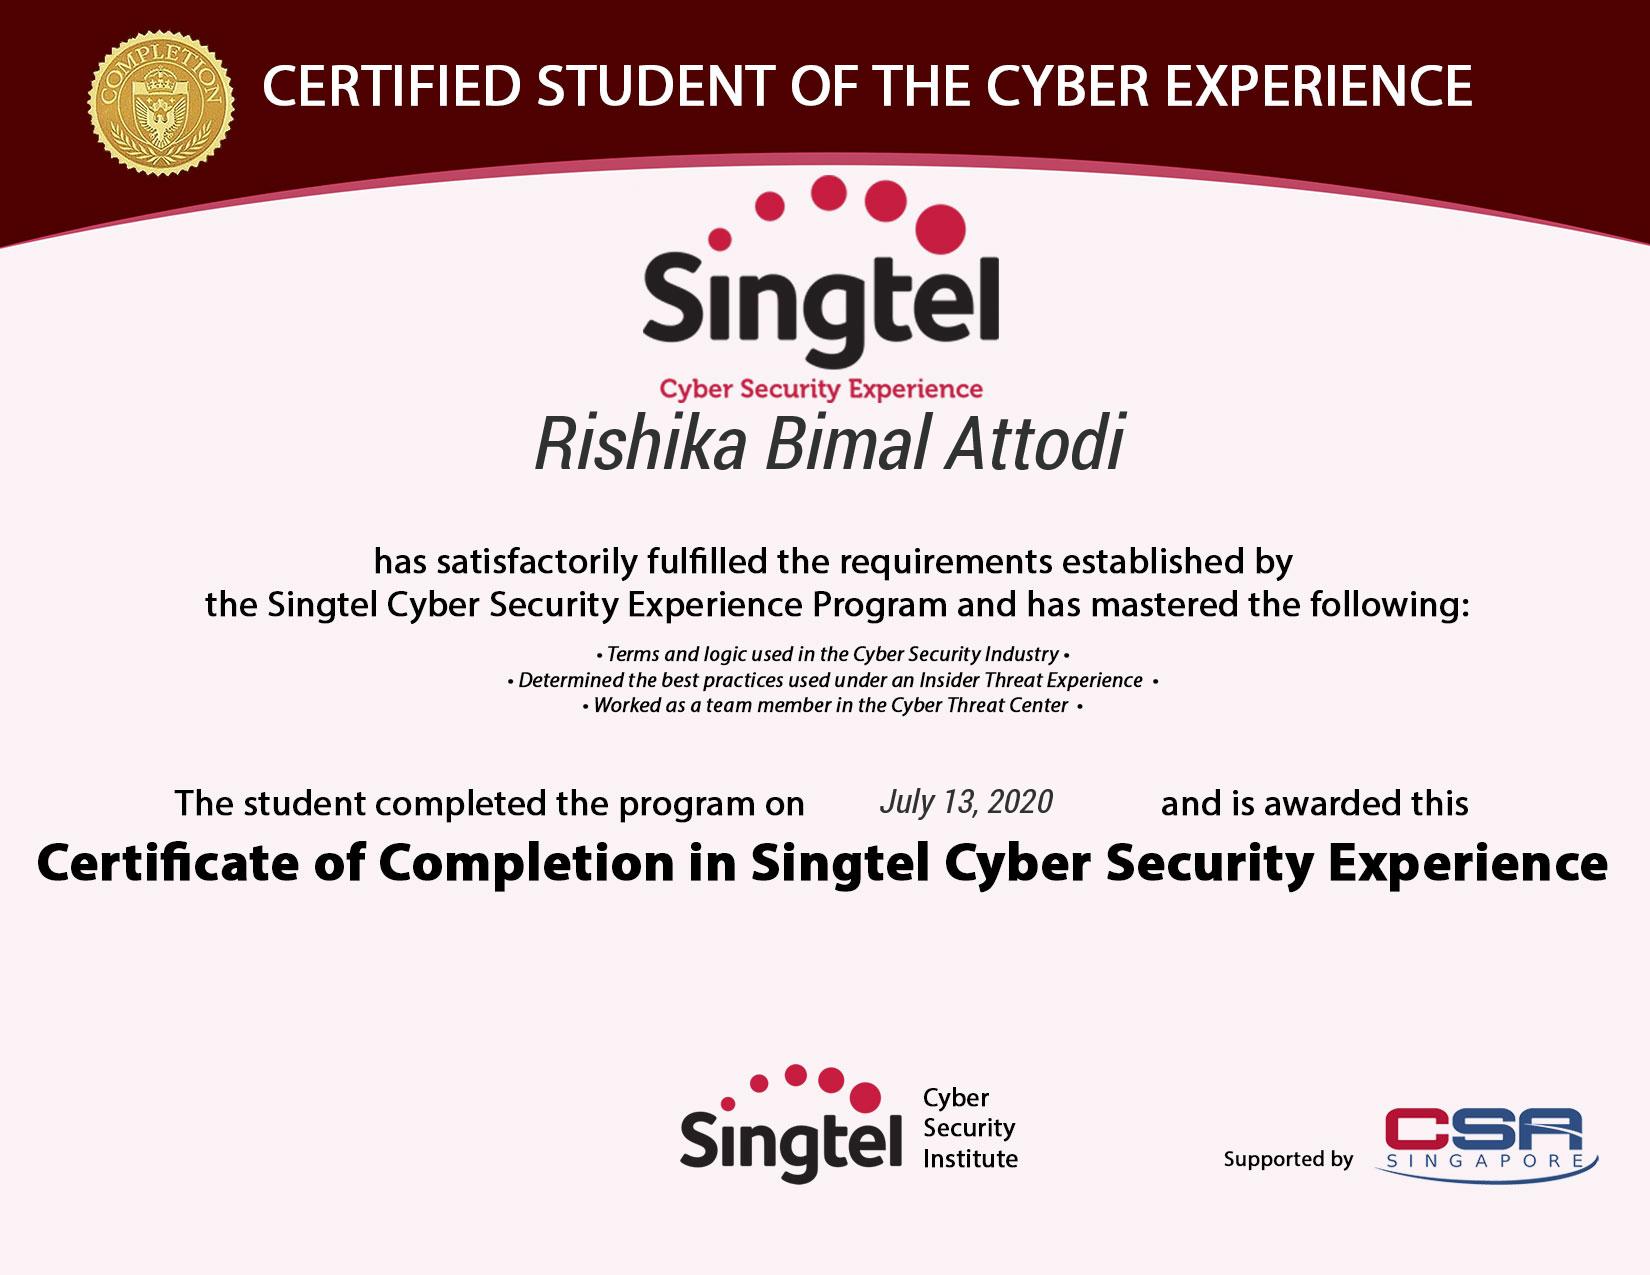 COMPLETION
CERTIFIED STUDENT OF THE CYBER EXPERIENCE
Singtel
Cyber Security Experience
Rishika Bimal Attodi
has satisfactorily fulfilled the requirements established by
the Singtel Cyber Security Experience Program and has mastered the following:
• Terms and logic used in the Cyber Security Industry •
• Determined the best practices used under an Insider Threat Experience •
• Worked as a team member in the Cyber Threat Center •
The student completed the program on July 13, 2020 and is awarded this
Certificate of Completion in Singtel Cyber Security Experience
Singtel
Cyber
Security
Institute
Supported by
CSA
SINGAPORE